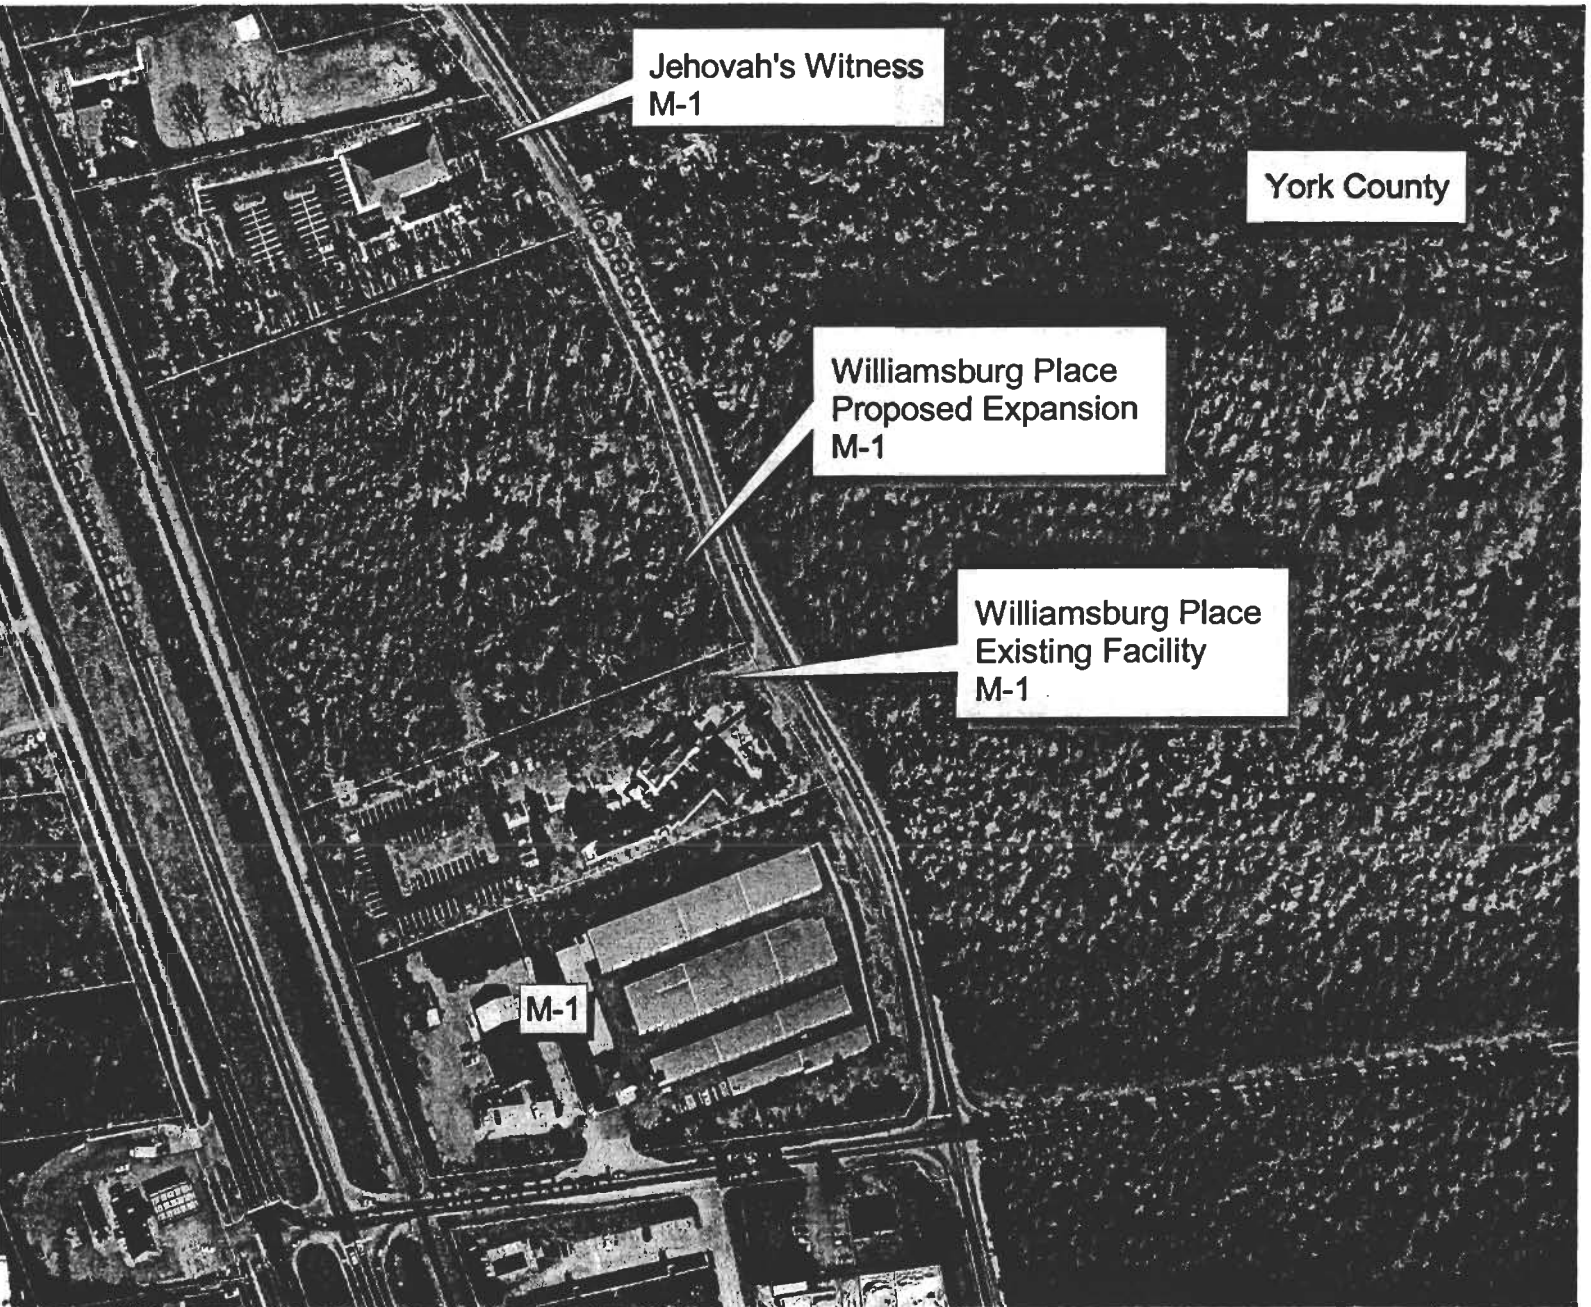 Jehovah's Witness
M-1
York County
Williamsburg Place
Proposed Expansion
M-1
Williamsburg Place
Existing Facility
M-1
M-1